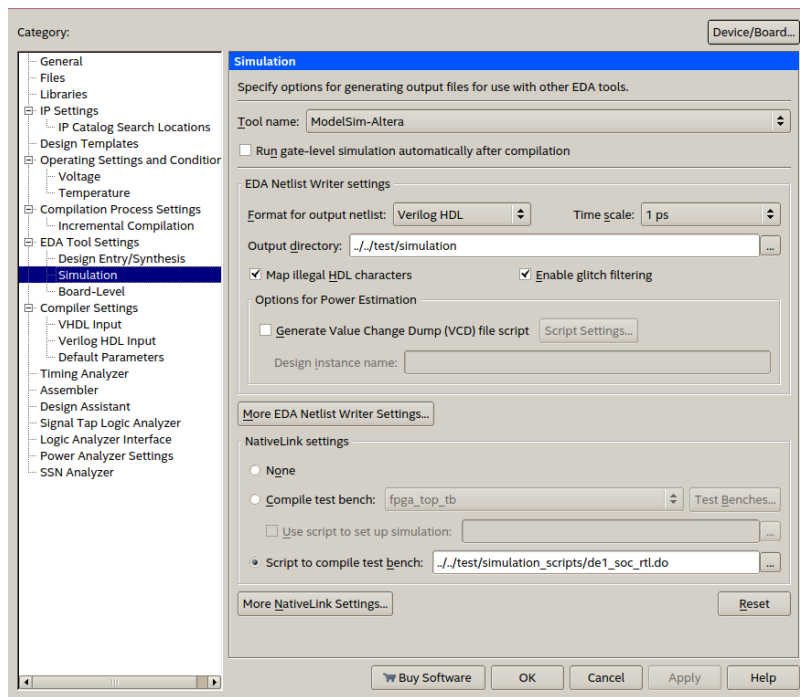 Category:
Device/Board...
General
Files
Libraries
IP Settings
IP Catalog Search Locations
Design Templates
Operating Settings and Condition
Voltage
Temperature
Compilation Process Settings
Incremental Compilation
EDA Tool Settings
Design Entry/Synthesis
Simulation
Board-Level
Compiler Settings
VHDL Input
Verilog HDL Input
Default Parameters
Timing Analyzer
Assembler
Design Assistant
Signal Tap Logic Analyzer
Logic Analyzer Interface
Power Analyzer Settings
SSN Analyzer
Simulation
Specify options for generating output files for use with other EDA tools.
Tool name: ModelSim-Altera
Run gate-level simulation automatically after compilation
EDA Netlist Writer settings
Format for output netlist: Verilog HDL Time scale: 1 ps
Output directory: ../../test/simulation ...
Map illegal HDL characters Enable glitch filtering
Options for Power Estimation
Generate Value Change Dump (VCD) file script Script Settings...
Design instance name:
More EDA Netlist Writer Settings...
NativeLink settings
None
Compile test bench: fpga_top_tb Test Benches...
Use script to set up simulation: ...
Script to compile test bench: ../../test/simulation_scripts/de1_soc_rtl.do ...
More NativeLink Settings... Reset
Buy Software OK Cancel Apply Help